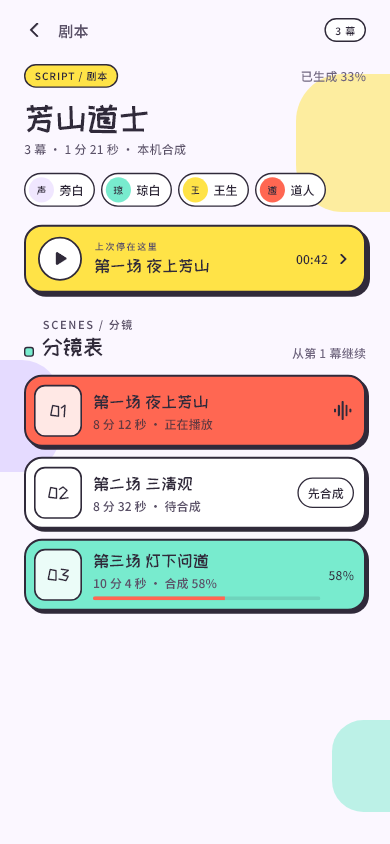 剧本
3 幕
SCRIPT / 剧本
已生成 33%
芳山道士
3 幕 · 1 分 21 秒 · 本机合成
声 旁白
琼 琼白
王 王生
道 道人
上次停在这里
第一场 夜上芳山
00:42
SCENES / 分镜
分镜表
从第 1 幕继续
01
第一场 夜上芳山
8 分 12 秒 · 正在播放
02
第二场 三清观
8 分 32 秒 · 待合成
先合成
03
第三场 灯下问道
10 分 4 秒 · 合成 58%
58%